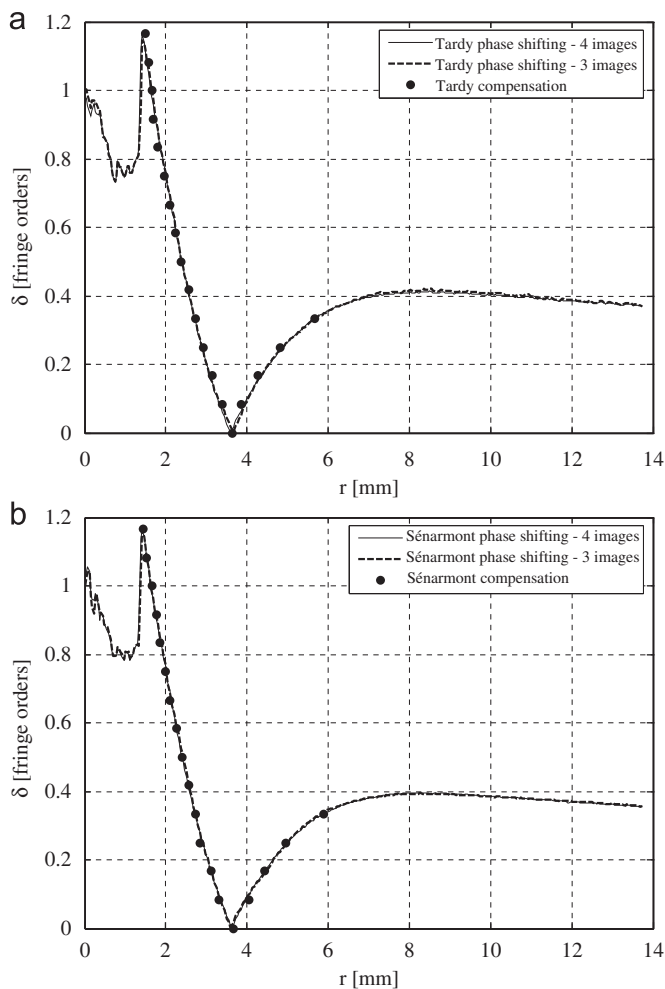 a
1.2
1
0.8
0.6
0.4
0.2
0
δ [fringe orders]
Tardy phase shifting - 4 images
Tardy phase shifting - 3 images
Tardy compensation
0 2 4 6 8 10 12 14
r [mm]
b
1.2
1
0.8
0.6
0.4
0.2
0
δ [fringe orders]
Sénarmont phase shifting - 4 images
Sénarmont phase shifting - 3 images
Sénarmont compensation
0 2 4 6 8 10 12 14
r [mm]